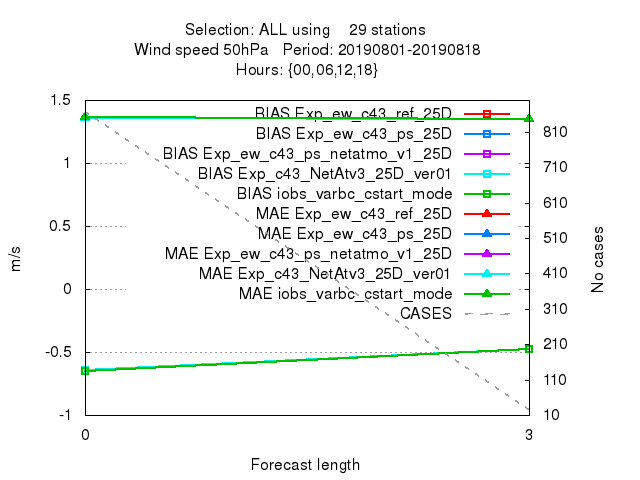 Selection: ALL using 29 stations
Wind speed 50hPa Period: 20190801-20190818
Hours: {00,06,12,18}
1.5
1
0.5
0
-0.5
-1
m/s
BIAS Exp_ew_c43_ref_25D
BIAS Exp_ew_c43_ps_25D
BIAS Exp_ew_c43_ps_netatmo_v1_25D
BIAS Exp_c43_NetAtv3_25D_ver01
BIAS iobs_varbc_cstart_mode
MAE Exp_ew_c43_ref_25D
MAE Exp_ew_c43_ps_25D
MAE Exp_ew_c43_ps_netatmo_v1_25D
MAE Exp_c43_NetAtv3_25D_ver01
MAE iobs_varbc_cstart_mode
CASES
810
710
610
510
410
310
210
110
10
No cases
0
3
Forecast length